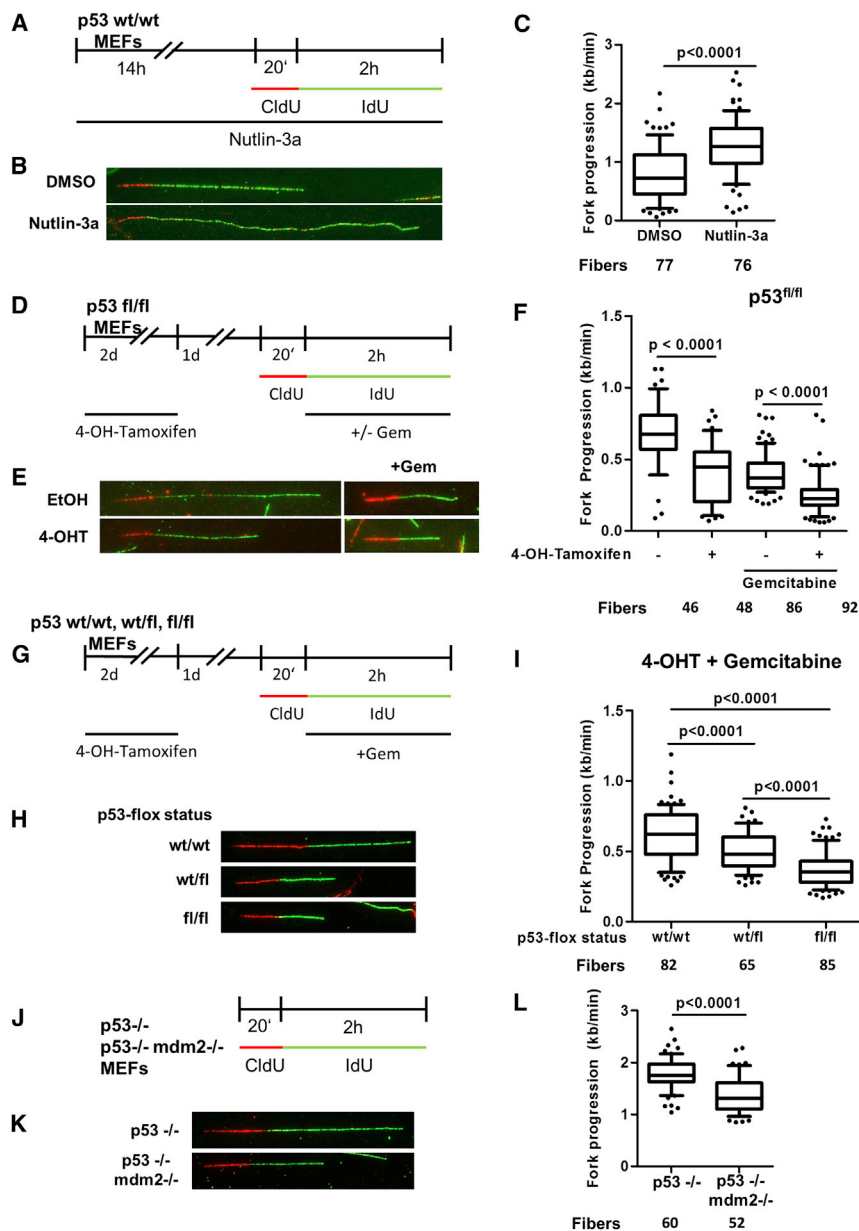 A
p53 wt/wt
MEFs
14h
20‘
2h
CldU
IdU
Nutlin-3a
B
DMSO
Nutlin-3a
C
p<0.0001
Fork progression (kb/min)
3
2
1
0
DMSO
Nutlin-3a
Fibers 77 76
D
p53 fl/fl
MEFs
2d
1d
20‘
2h
CldU
IdU
4-OH-Tamoxifen
+/- Gem
E
+Gem
EtOH
4-OHT
F
p53fl/fl
p < 0.0001
p < 0.0001
Fork Progression (kb/min)
1.5
1.0
0.5
0.0
4-OH-Tamoxifen - + - +
Gemcitabine
Fibers 46 48 86 92
G
p53 wt/wt, wt/fl, fl/fl
MEFs
2d
1d
20‘
2h
CldU
IdU
4-OH-Tamoxifen
+Gem
H
p53-flox status
wt/wt
wt/fl
fl/fl
I
4-OHT + Gemcitabine
p<0.0001
p<0.0001
p<0.0001
Fork Progression (kb/min)
1.5
1.0
0.5
0.0
p53-flox status wt/wt wt/fl fl/fl
Fibers 82 65 85
J
p53-/-
p53-/- mdm2-/-
MEFs
20‘
2h
CldU
IdU
K
p53 -/-
p53 -/-
mdm2-/-
L
p<0.0001
Fork progression (kb/min)
3
2
1
0
p53 -/-
p53 -/-
mdm2-/-
Fibers 60 52